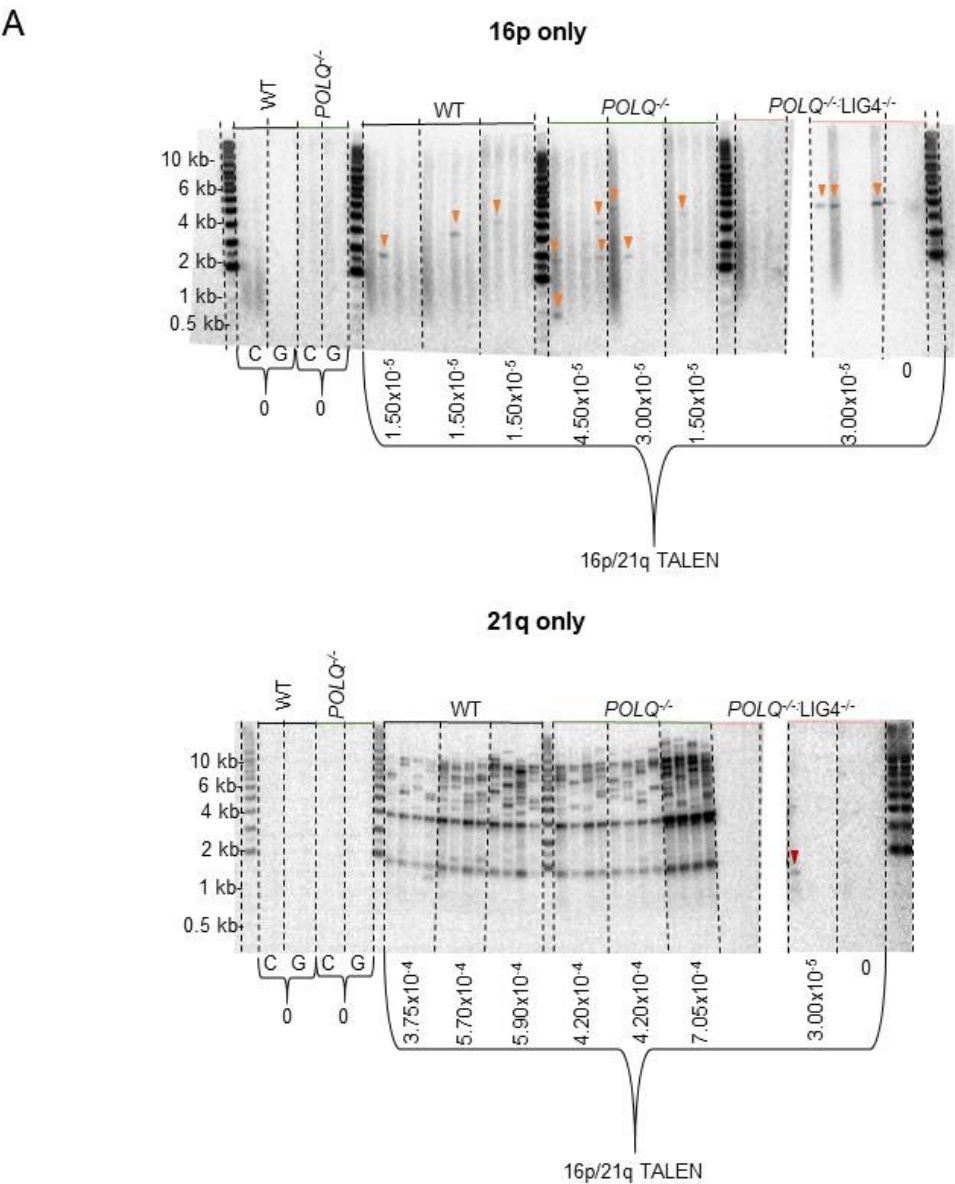 A
16p only
WT
POLQ-/-
WT
POLQ-/-
POLQ-/-:LIG4-/-
10 kb-
6 kb-
4 kb-
2 kb-
1 kb-
0.5 kb-
C G C G
0 0
1.50x10-5
1.50x10-5
1.50x10-5
4.50x10-5
3.00x10-5
1.50x10-5
3.00x10-5
0
16p/21q TALEN
21q only
WT
POLQ-/-
WT
POLQ-/-
POLQ-/-:LIG4-/-
10 kb-
6 kb-
4 kb-
2 kb-
1 kb-
0.5 kb-
C G C G
0 0
3.75x10-4
5.70x10-4
5.90x10-4
4.20x10-4
4.20x10-4
7.05x10-4
3.00x10-5
0
16p/21q TALEN